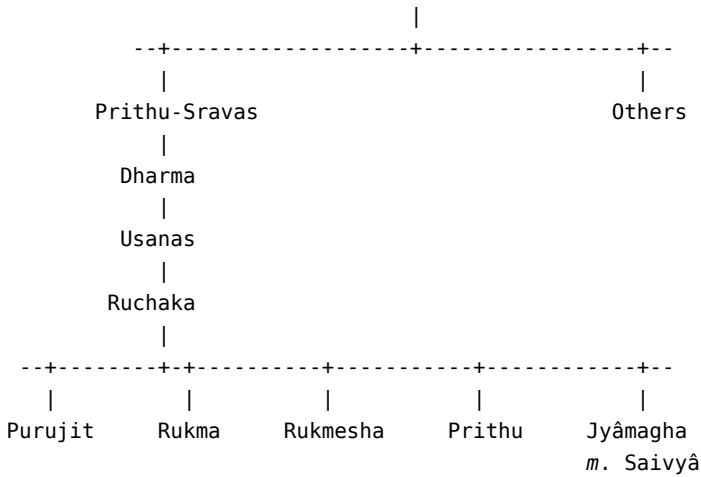 Prithu-Sravas Others
Dharma
Usanas
Ruchaka
Purujit Rukma Rukmesha Prithu Jyâmagha
m. Saivyâ